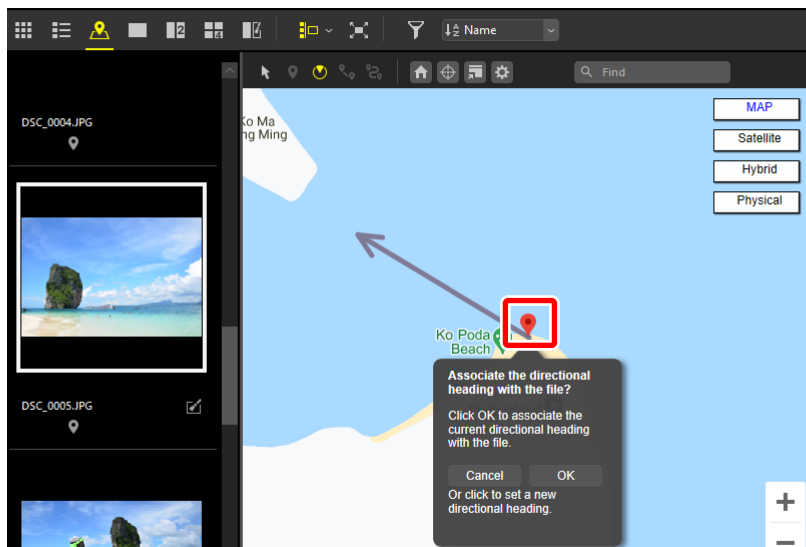 2
4
A
Z
Name
Find
DSC_0004.JPG
Ko Ma
ng Ming
MAP
Satellite
Hybrid
Physical
Ko Poda
Beach
Associate the directional
heading with the file?
Click OK to associate the
current directional heading
with the file.
Cancel
OK
Or click to set a new
directional heading.
DSC_0005.JPG